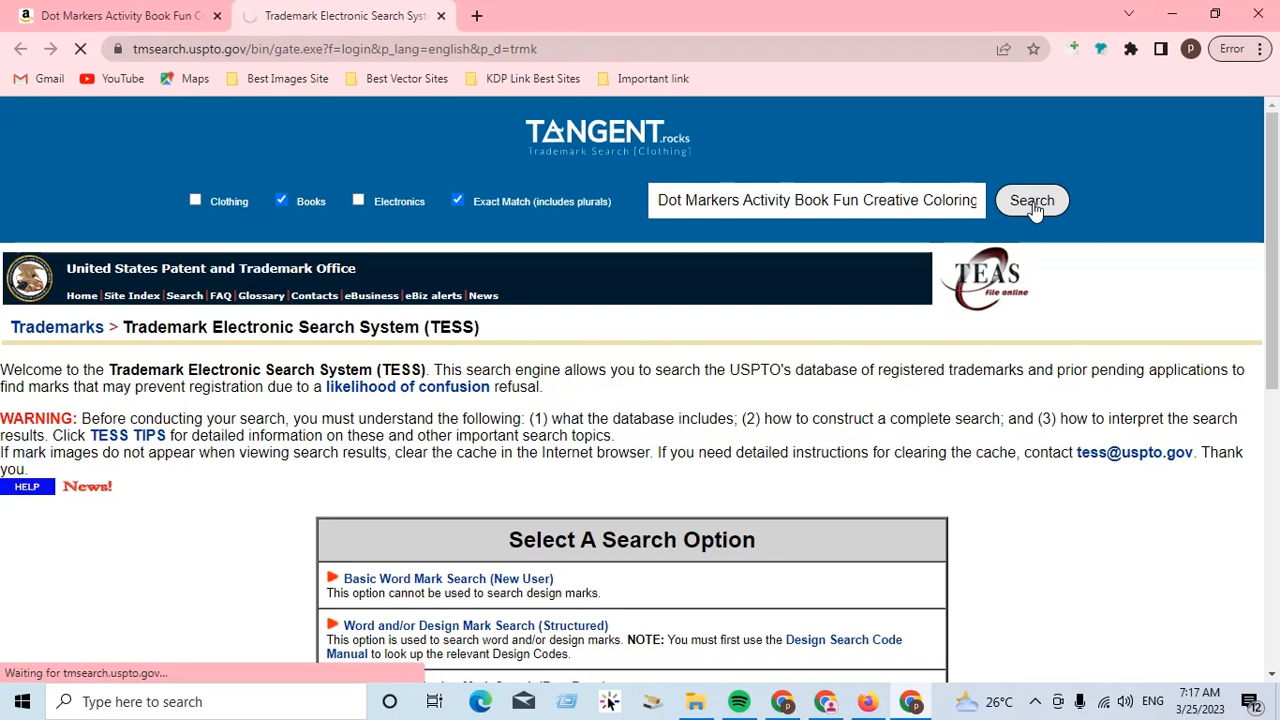 Dot Markers Activity Book Fun C
Trademark Electronic Search Syst
tmsearch.uspto.gov/bin/gate.exe?f=login&p_lang=english&p_d=trmk
P
Error
Gmail
YouTube
Maps
Best Images Site
Best Vector Sites
KDP Link Best Sites
Important link
TANGENT.rocks
Trademark Search [Clothing]
Clothing
Books
Electronics
Exact Match (includes plurals)
Dot Markers Activity Book Fun Creative Coloring
Search
United States Patent and Trademark Office
Home | Site Index | Search | FAQ | Glossary | Contacts | eBusiness | eBiz alerts | News
TEAS
file online
Trademarks > Trademark Electronic Search System (TESS)
Welcome to the Trademark Electronic Search System (TESS). This search engine allows you to search the USPTO's database of registered trademarks and prior pending applications to
find marks that may prevent registration due to a likelihood of confusion refusal.
WARNING: Before conducting your search, you must understand the following: (1) what the database includes; (2) how to construct a complete search; and (3) how to interpret the search
results. Click TESS TIPS for detailed information on these and other important search topics.
If mark images do not appear when viewing search results, clear the cache in the Internet browser. If you need detailed instructions for clearing the cache, contact tess@uspto.gov. Thank
you.
HELP
News!
Select A Search Option
Basic Word Mark Search (New User)
This option cannot be used to search design marks.
Word and/or Design Mark Search (Structured)
This option is used to search word and/or design marks. NOTE: You must first use the Design Search Code
Manual to look up the relevant Design Codes.
Waiting for tmsearch.uspto.gov...
Type here to search
26°C
ENG
7:17 AM
3/25/2023
12